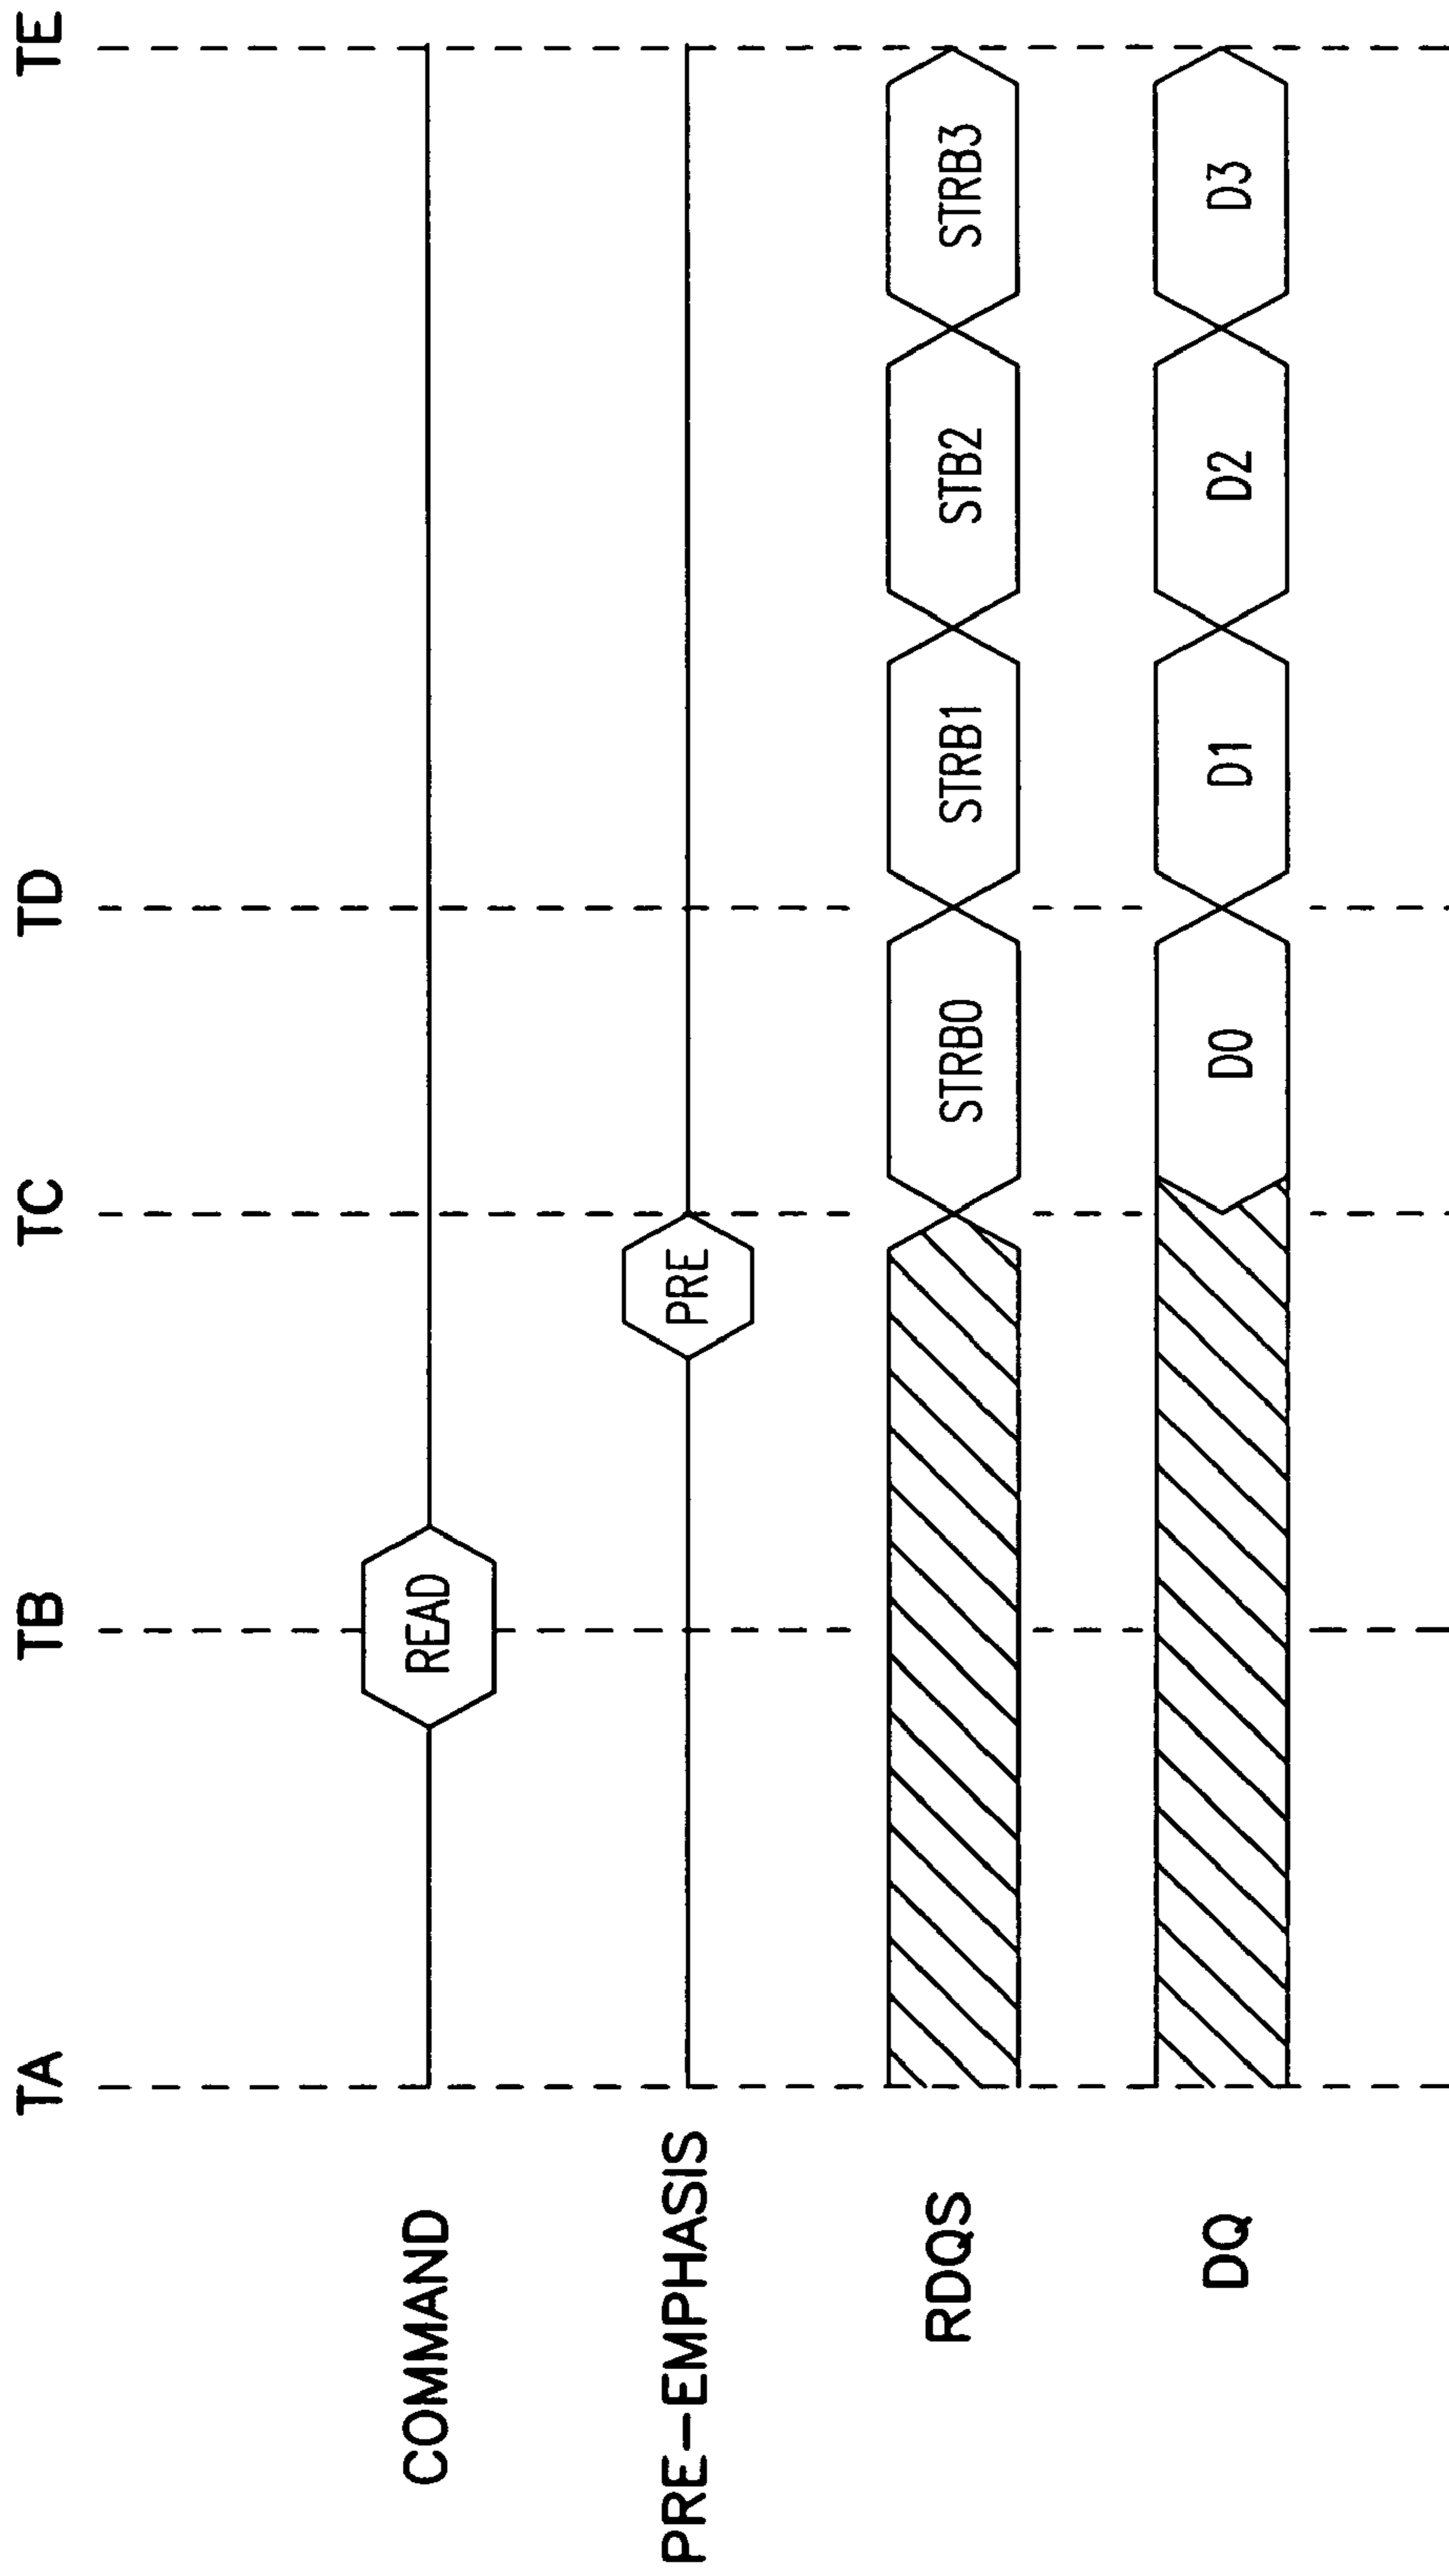 TA TB TC TD TE
COMMAND READ
PRE-EMPHASIS PRE
RDQS STRB0 STRB1 STB2 STRB3
DQ D0 D1 D2 D3